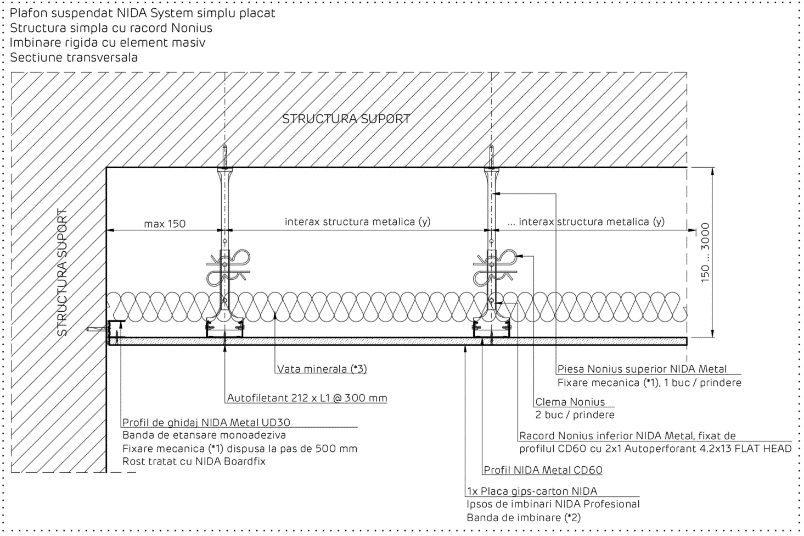 Plafon suspendat NIDA System simplu placat
Structura simpla cu racord Nonius
Imbinare rigida cu element masiv
Sectiune transversala
STRUCTURA SUPORT
STRUCTURA SUPORT
max 150
interax structura metalica (y)
... interax structura metalica (y)
150 ... 3000
Vata minerala (*3)
Autofiletant 212 x L1 @ 300 mm
Profil de ghidaj NIDA Metal UD30
Banda de etansare monoadeziva
Fixare mecanica (*1) dispusa la pas de 500 mm
Rost tratat cu NIDA Boardfix
Piesa Nonius superior NIDA Metal
Fixare mecanica (*1), 1 buc / prindere
Clema Nonius
2 buc / prindere
Racord Nonius inferior NIDA Metal, fixat de
profilul CD60 cu 2x1 Autoperforant 4.2x13 FLAT HEAD
Profil NIDA Metal CD60
1x Placa gips-carton NIDA
Ipsos de imbinari NIDA Profesional
Banda de imbinare (*2)